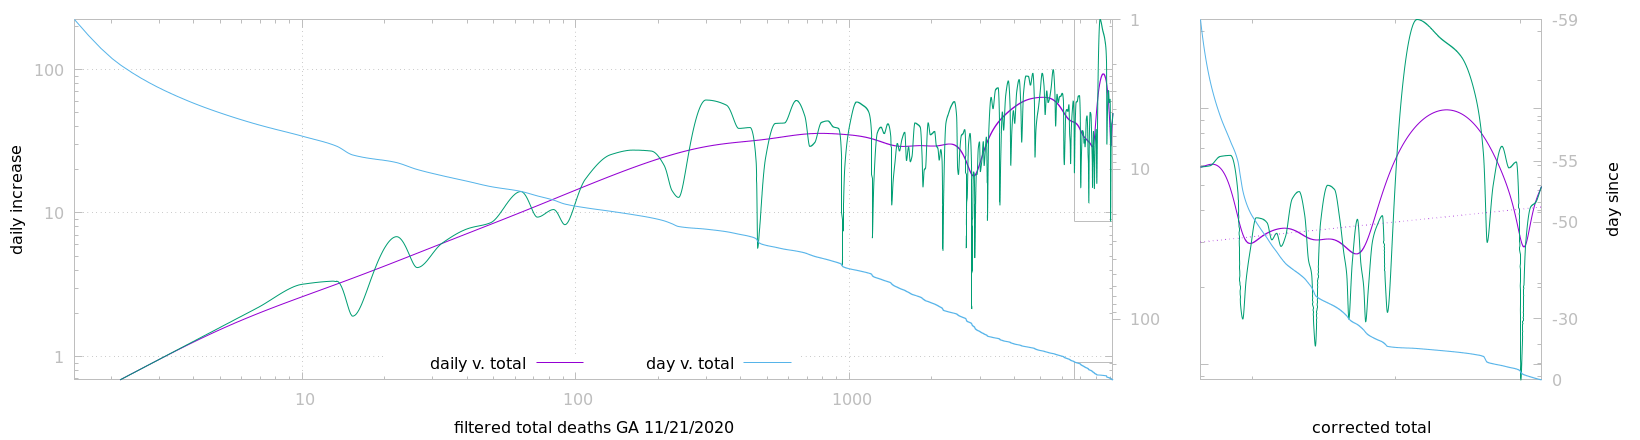 daily increase
100
10
1
10
100
1000
daily v. total
day v. total
filtered total deaths GA 11/21/2020
1
10
100
-59
-55
-50
-30
0
day since
corrected total